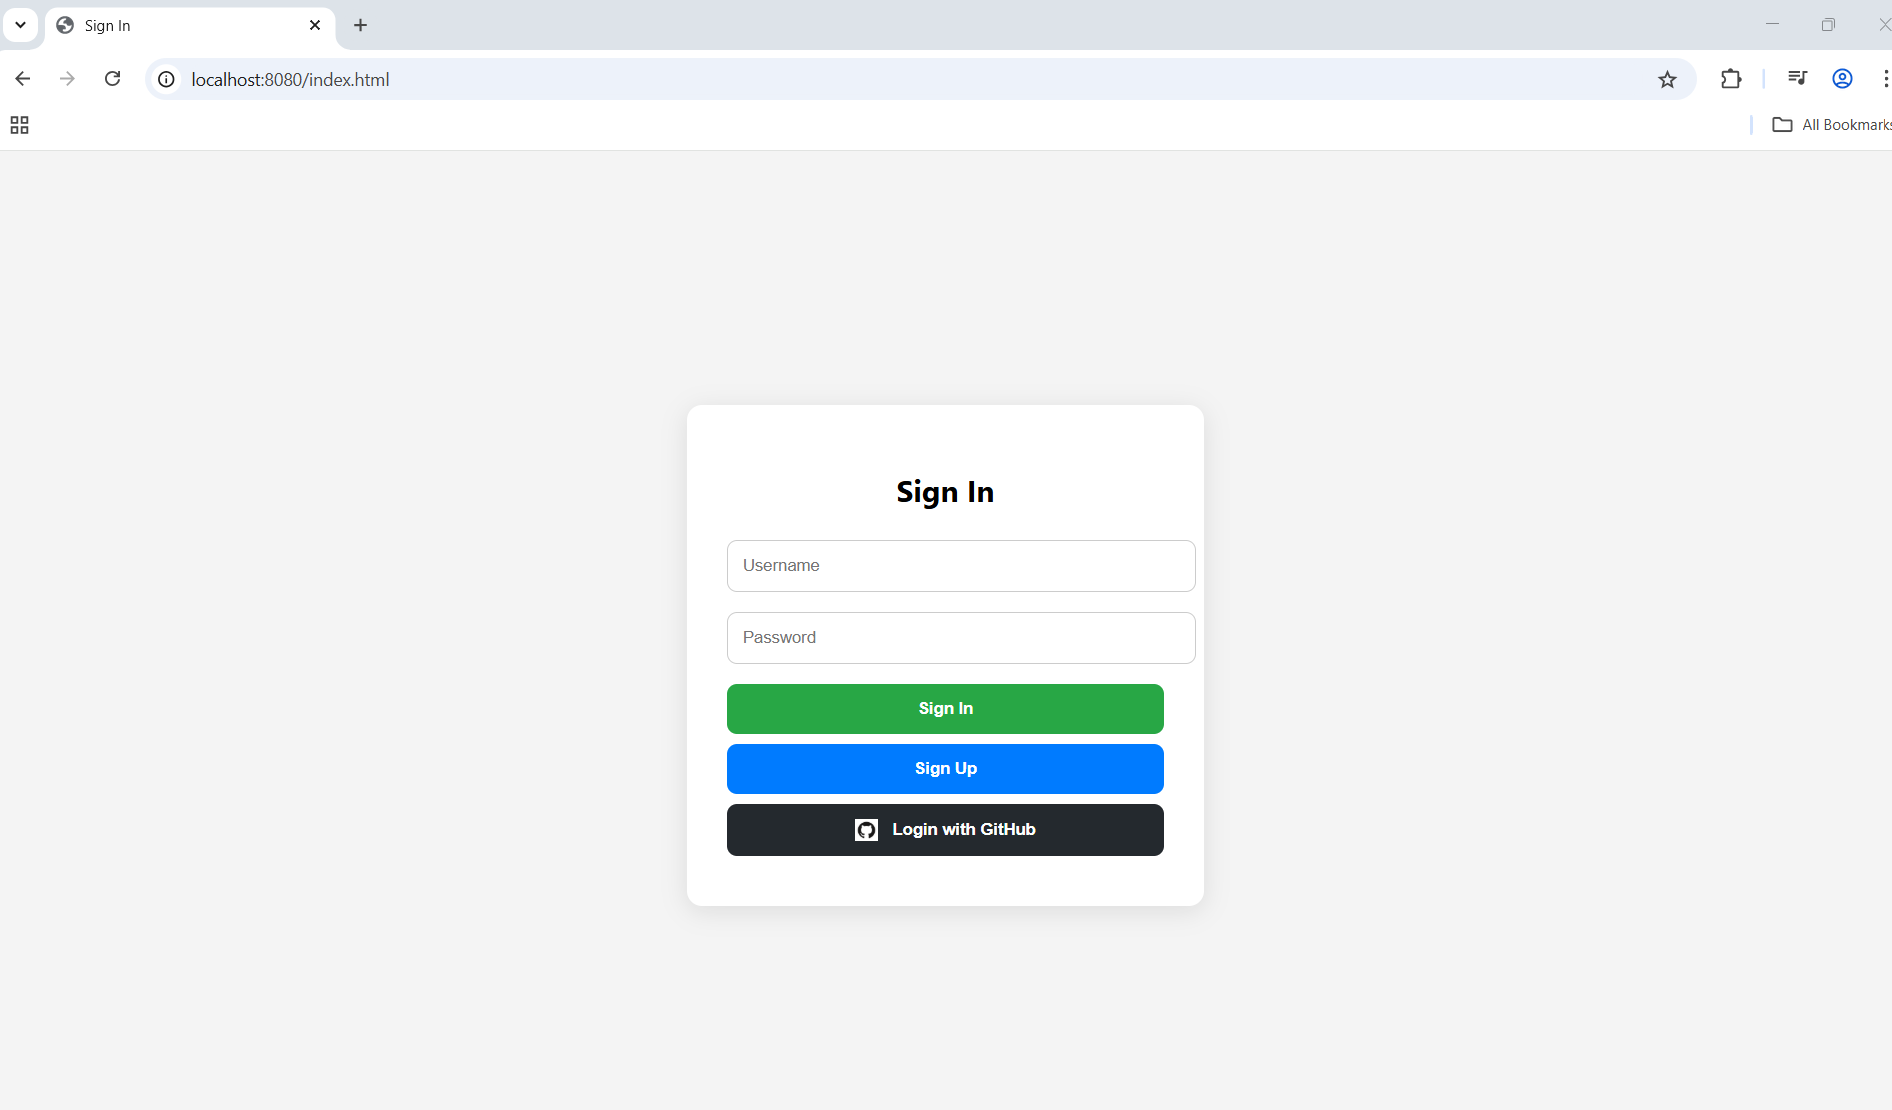 Sign In
localhost:8080/index.html
All Bookmarks
Sign In
Username
Password
Sign In
Sign Up
Login with GitHub